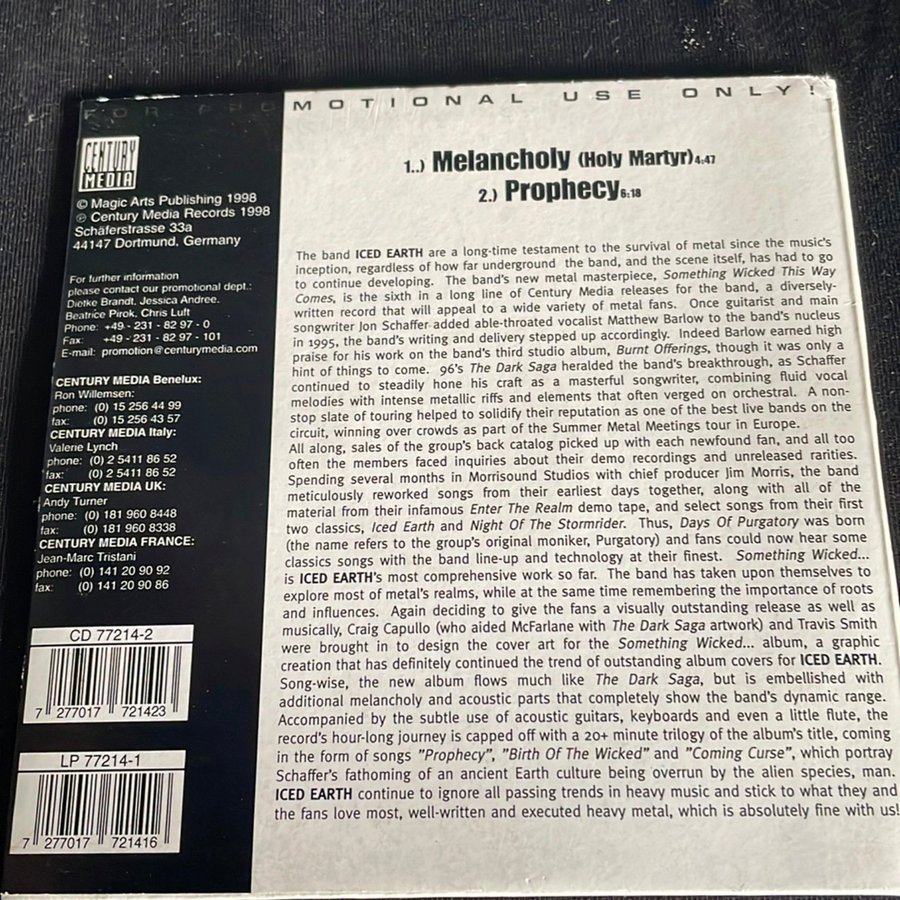 FOR PROMOTIONAL USE ONLY!
CENTURY
MEDIA
© Magic Arts Publishing 1998
℗ Century Media Records 1998
Schäferstrasse 33a
44147 Dortmund, Germany
For further information
please contact our promotional dept.:
Dietke Brandt, Jessica Andree,
Beatrice Pirok, Chris Luft
Phone: +49 - 231 - 82 97 - 0
Fax: +49 - 231 - 82 97 - 101
E-mail: promotion@centurymedia.com
CENTURY MEDIA Benelux:
Ron Willemsen:
phone: (0) 15 256 44 99
fax: (0) 15 256 43 57
CENTURY MEDIA Italy:
Valerie Lynch
phone: (0) 2 5411 86 52
fax: (0) 2 5411 86 52
CENTURY MEDIA UK:
Andy Turner
phone: (0) 181 960 8448
fax: (0) 181 960 8338
CENTURY MEDIA FRANCE:
Jean-Marc Tristani
phone: (0) 141 20 90 92
fax: (0) 141 20 90 86
CD 77214-2
7 277017 721423
LP 77214-1
7 277017 721416
1.) Melancholy (Holy Martyr) 4:47
2.) Prophecy 6:18
The band ICED EARTH are a long-time testament to the survival of metal since the music's
inception, regardless of how far underground the band, and the scene itself, has had to go
to continue developing. The band's new metal masterpiece, Something Wicked This Way
Comes, is the sixth in a long line of Century Media releases for the band, a diversely-
written record that will appeal to a wide variety of metal fans. Once guitarist and main
songwriter Jon Schaffer added able-throated vocalist Matthew Barlow to the band's nucleus
in 1995, the band's writing and delivery stepped up accordingly. Indeed Barlow earned high
praise for his work on the band's third studio album, Burnt Offerings, though it was only a
hint of things to come. 96's The Dark Saga heralded the band's breakthrough, as Schaffer
continued to steadily hone his craft as a masterful songwriter, combining fluid vocal
melodies with intense metallic riffs and elements that often verged on orchestral. A non-
stop slate of touring helped to solidify their reputation as one of the best live bands on the
circuit, winning over crowds as part of the Summer Metal Meetings tour in Europe.
All along, sales of the group's back catalog picked up with each newfound fan, and all too
often the members faced inquiries about their demo recordings and unreleased rarities.
Spending several months in Morrisound Studios with chief producer Jim Morris, the band
meticulously reworked songs from their earliest days together, along with all of the
material from their infamous Enter The Realm demo tape, and select songs from their first
two classics, Iced Earth and Night Of The Stormrider. Thus, Days Of Purgatory was born
(the name refers to the group's original moniker, Purgatory) and fans could now hear some
classics songs with the band line-up and technology at their finest. Something Wicked...
is ICED EARTH's most comprehensive work so far. The band has taken upon themselves to
explore most of metal's realms, while at the same time remembering the importance of roots
and influences. Again deciding to give the fans a visually outstanding release as well as
musically, Craig Capullo (who aided McFarlane with The Dark Saga artwork) and Travis Smith
were brought in to design the cover art for the Something Wicked... album, a graphic
creation that has definitely continued the trend of outstanding album covers for ICED EARTH.
Song-wise, the new album flows much like The Dark Saga, but is embellished with
additional melancholy and acoustic parts that completely show the band's dynamic range.
Accompanied by the subtle use of acoustic guitars, keyboards and even a little flute, the
record's hour-long journey is capped off with a 20+ minute trilogy of the album's title, coming
in the form of songs "Prophecy", "Birth Of The Wicked" and "Coming Curse", which portray
Schaffer's fathoming of an ancient Earth culture being overrun by the alien species, man.
ICED EARTH continue to ignore all passing trends in heavy music and stick to what they and
the fans love most, well-written and executed heavy metal, which is absolutely fine with us!